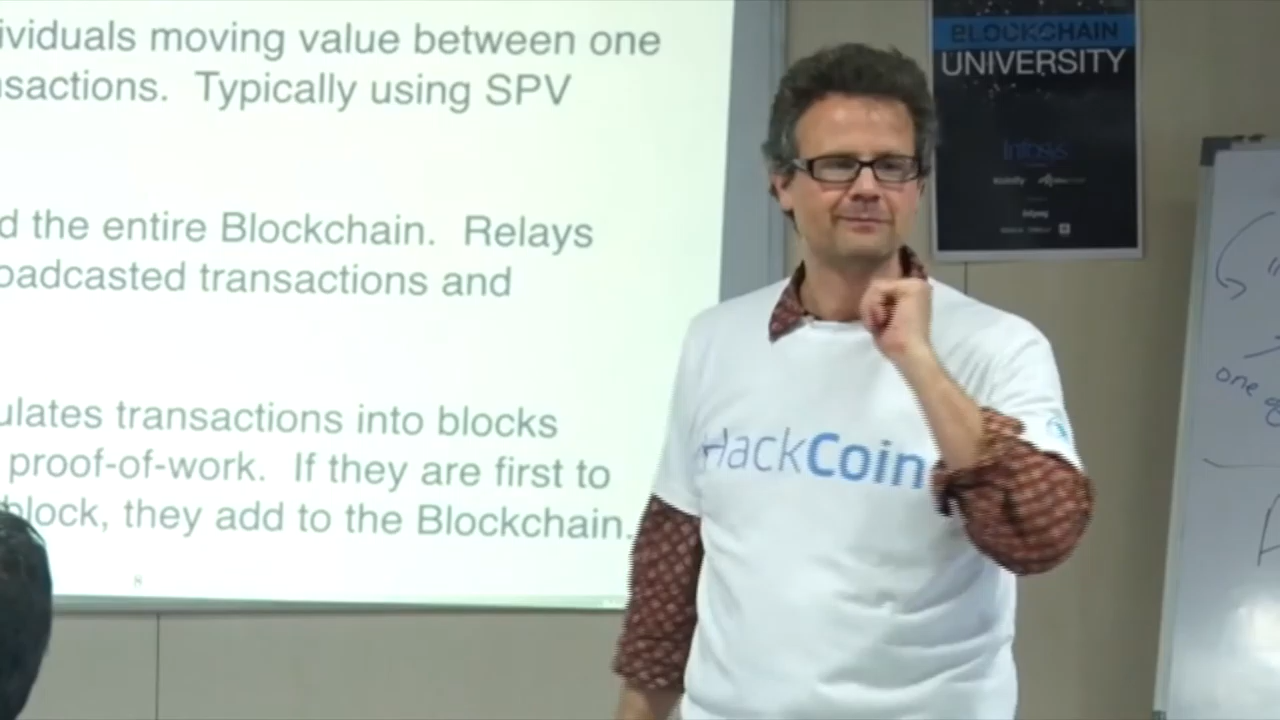 ividuals moving value between one
nsactions. Typically using SPV
d the entire Blockchain. Relays
oadcasted transactions and
ulates transactions into blocks
proof-of-work. If they are first to
block, they add to the Blockchain.
8
BLOCKCHAIN
UNIVERSITY
Infosys
HackCoin
one